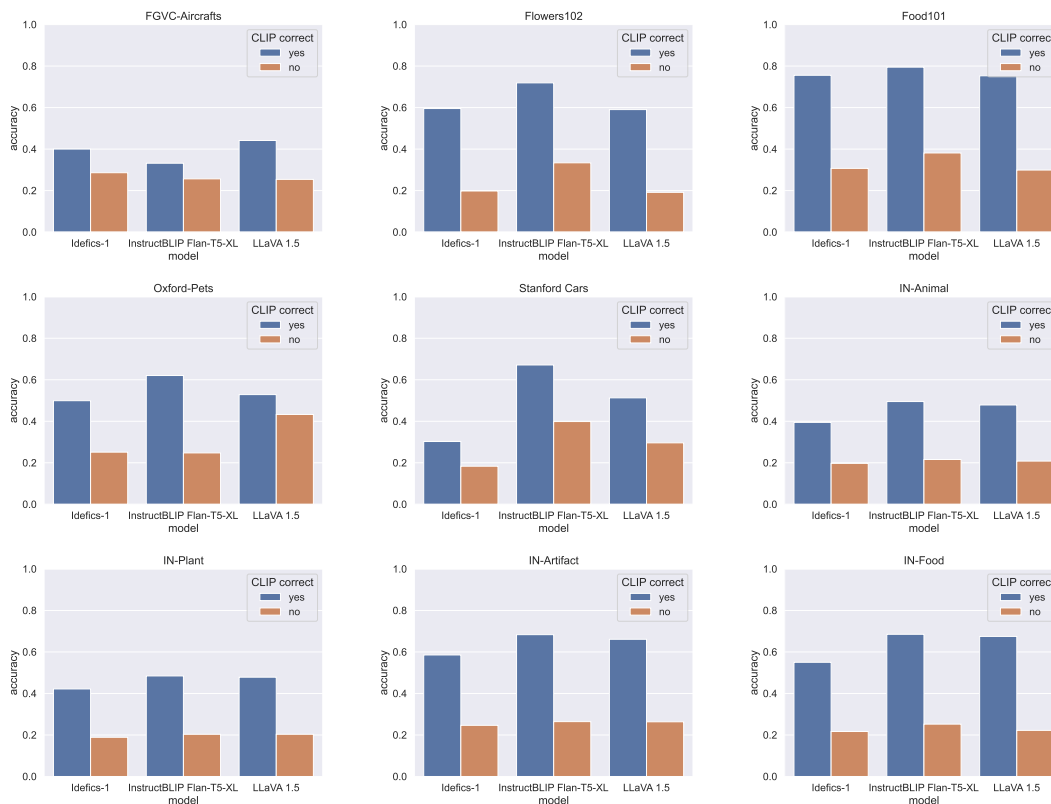 FGVC-Aircrafts
CLIP correct
yes
no
accuracy
1.0
0.8
0.6
0.4
0.2
0.0
Idefics-1 InstructBLIP Flan-T5-XL LLaVA 1.5
model
Flowers102
CLIP correct
yes
no
accuracy
1.0
0.8
0.6
0.4
0.2
0.0
Idefics-1 InstructBLIP Flan-T5-XL LLaVA 1.5
model
Food101
CLIP correct
yes
no
accuracy
1.0
0.8
0.6
0.4
0.2
0.0
Idefics-1 InstructBLIP Flan-T5-XL LLaVA 1.5
model
Oxford-Pets
CLIP correct
yes
no
accuracy
1.0
0.8
0.6
0.4
0.2
0.0
Idefics-1 InstructBLIP Flan-T5-XL LLaVA 1.5
model
Stanford Cars
CLIP correct
yes
no
accuracy
1.0
0.8
0.6
0.4
0.2
0.0
Idefics-1 InstructBLIP Flan-T5-XL LLaVA 1.5
model
IN-Animal
CLIP correct
yes
no
accuracy
1.0
0.8
0.6
0.4
0.2
0.0
Idefics-1 InstructBLIP Flan-T5-XL LLaVA 1.5
model
IN-Plant
CLIP correct
yes
no
accuracy
1.0
0.8
0.6
0.4
0.2
0.0
Idefics-1 InstructBLIP Flan-T5-XL LLaVA 1.5
model
IN-Artifact
CLIP correct
yes
no
accuracy
1.0
0.8
0.6
0.4
0.2
0.0
Idefics-1 InstructBLIP Flan-T5-XL LLaVA 1.5
model
IN-Food
CLIP correct
yes
no
accuracy
1.0
0.8
0.6
0.4
0.2
0.0
Idefics-1 InstructBLIP Flan-T5-XL LLaVA 1.5
model